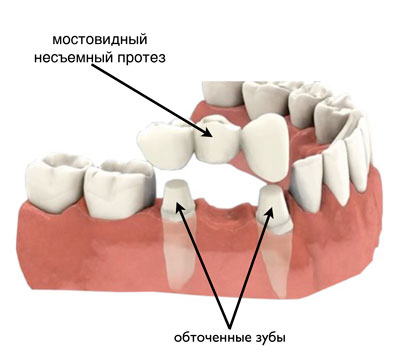 мостовидный
несъемный протез
обточенные зубы